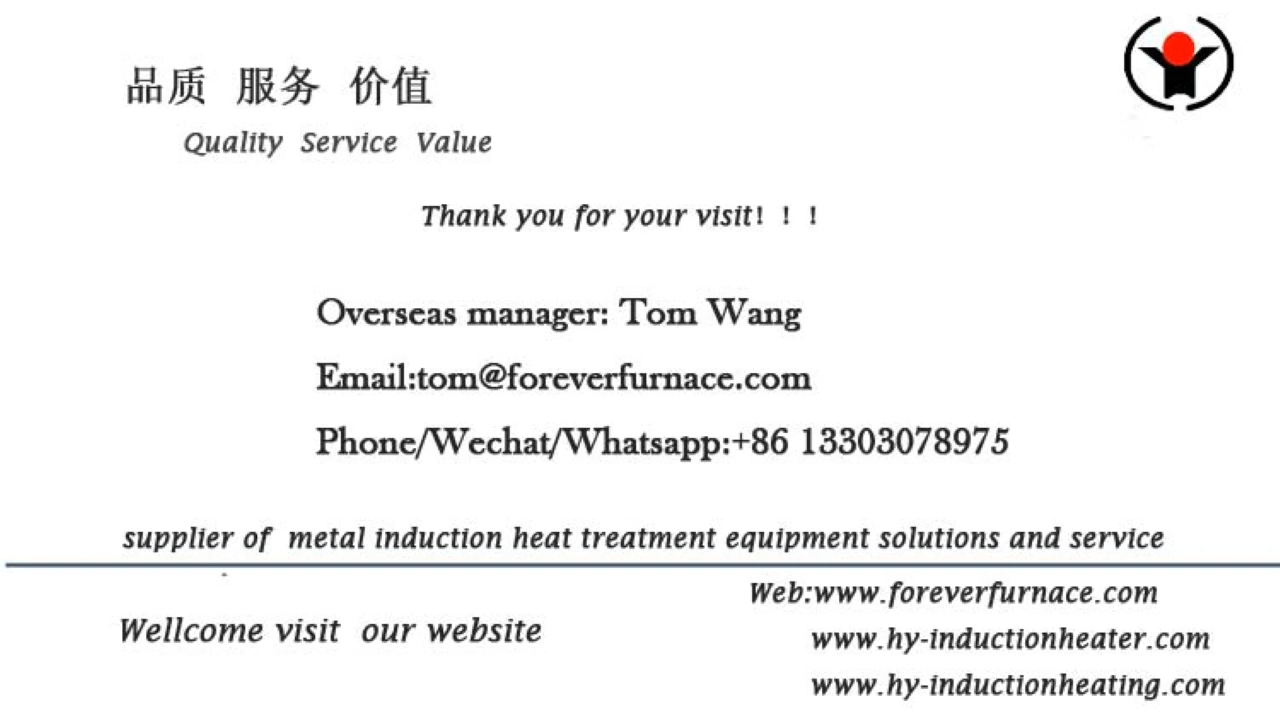 品质 服务 价值
Quality Service Value
Thank you for your visit！！！
Overseas manager: Tom Wang
Email:tom@foreverfurnace.com
Phone/Wechat/Whatsapp:+86 13303078975
supplier of metal induction heat treatment equipment solutions and service
Wellcome visit our website
Web:www.foreverfurnace.com
www.hy-inductionheater.com
www.hy-inductionheating.com